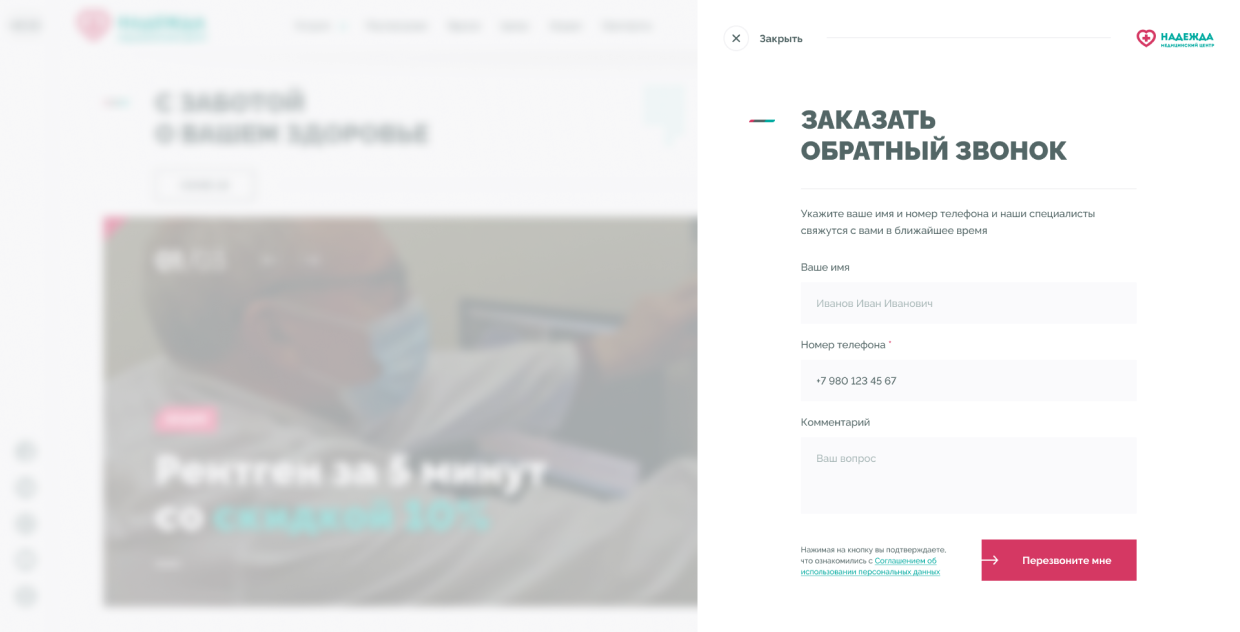 Закрыть
НАДЕЖДА
МЕДИЦИНСКИЙ ЦЕНТР
С ЗАБОТОЙ
О ВАШЕМ ЗДОРОВЬЕ
Рентген за 5 минут
со скидкой 10%
ЗАКАЗАТЬ
ОБРАТНЫЙ ЗВОНОК
Укажите ваше имя и номер телефона и наши специалисты
свяжутся с вами в ближайшее время
Ваше имя
Иванов Иван Иванович
Номер телефона *
+7 980 123 45 67
Комментарий
Ваш вопрос
Нажимая на кнопку вы подтверждаете,
что ознакомились с Соглашением об
использовании персональных данных
Перезвоните мне